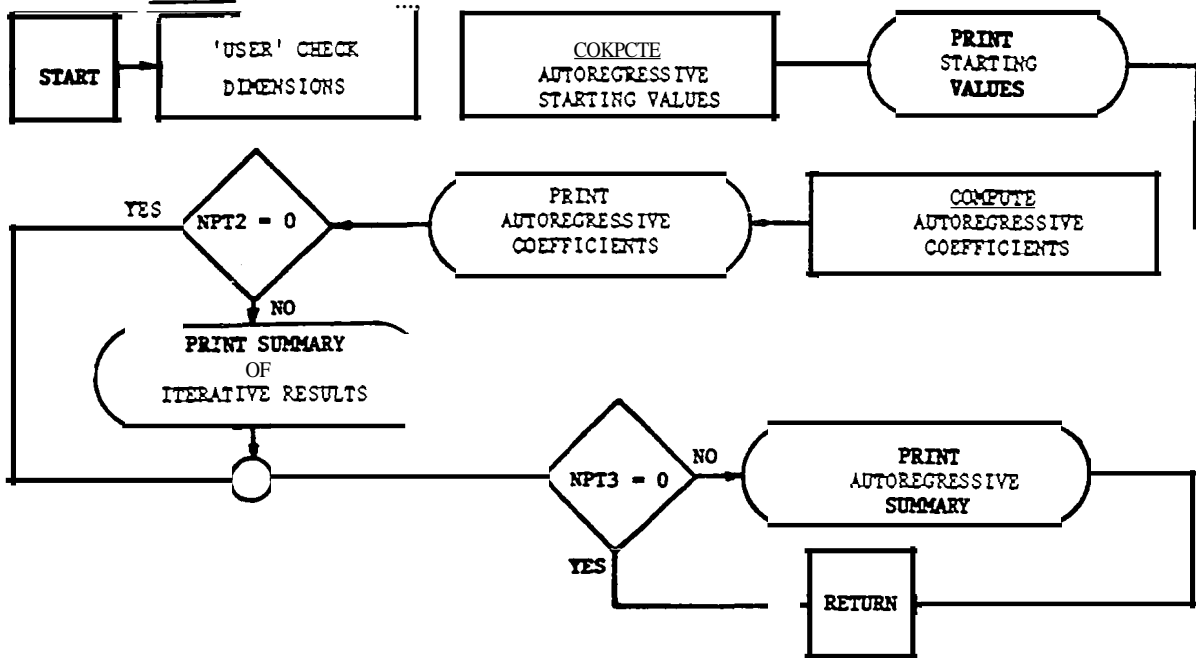 START
'USER' CHECK
DIMENSIONS
COKPCTE
AUTOREGRESSIVE
STARTING VALUES
PRINT
STARTING
VALUES
YES
NPT2 = 0
PRINT
AUTOREGRESSIVE
COEFFICIENTS
COMPUTE
AUTOREGRESSIVE
COEFFICIENTS
NO
PRINT SUMMARY
OF
ITERATIVE RESULTS
NPT3 = 0
NO
PRINT
AUTOREGRESSIVE
SUMMARY
YES
RETURN